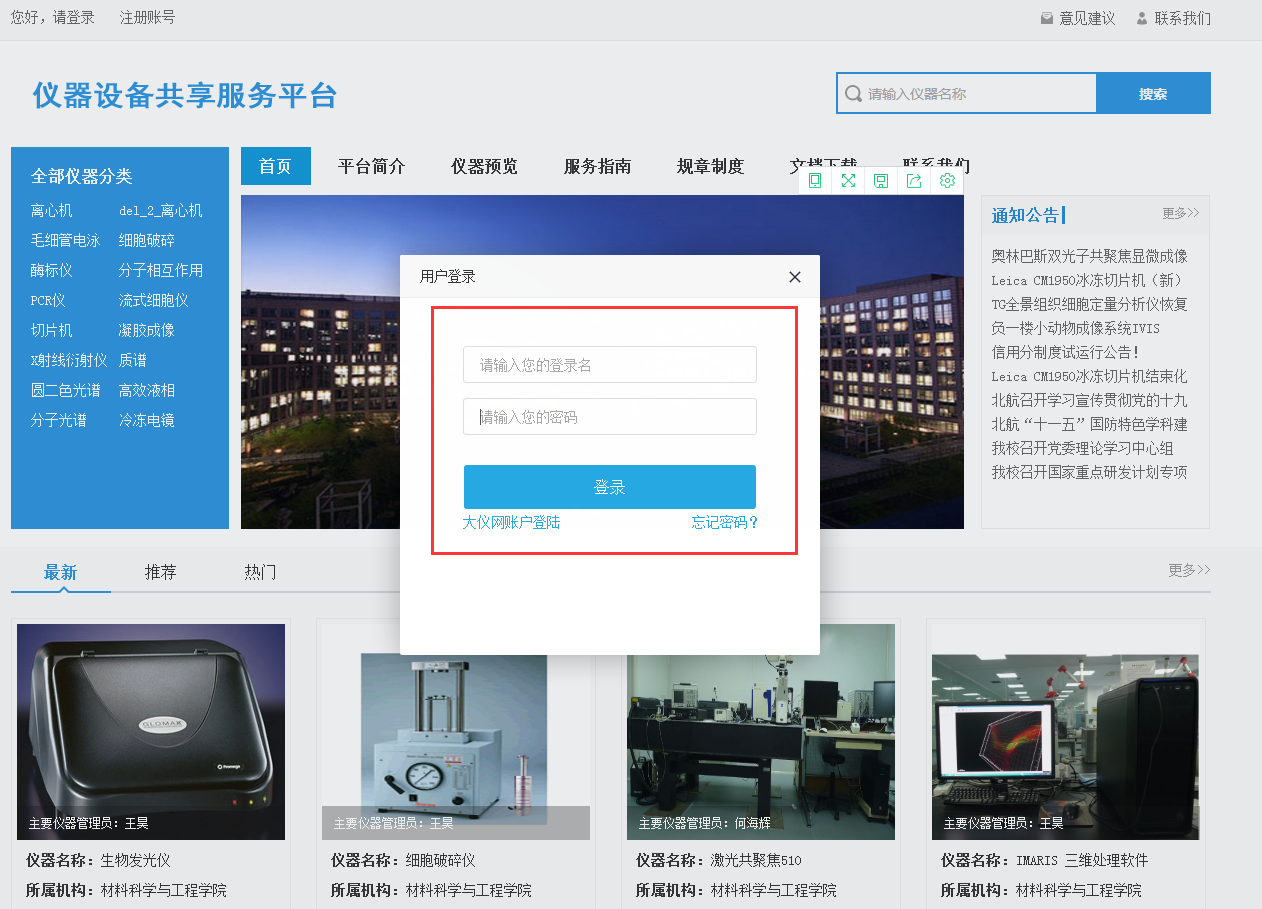 您好, 请登录 注册账号 意见建议 联系我们
仪器设备共享服务平台
请输入仪器名称 搜索
全部仪器分类
离心机 del_2_离心机
毛细管电泳 细胞破碎
酶标仪 分子相互作用
PCR仪 流式细胞仪
切片机 凝胶成像
X射线衍射仪 质谱
圆二色光谱 高效液相
分子光谱 冷冻电镜
首页 平台简介 仪器预览 服务指南 规章制度 文档下载 联系我们
通知公告 更多>>
奥林巴斯双光子共聚焦显微成像
Leica CM1950冰冻切片机（新）
TG全景组织细胞定量分析仪恢复
负一楼小动物成像系统IVIS
信用分制度试运行公告！
Leica CM1950冰冻切片机结束化
北航召开学习宣传贯彻党的十九
北航“十一五”国防特色学科建
我校召开党委理论学习中心组
我校召开国家重点研发计划专项
用户登录
请输入您的登录名
请输入您的密码
登录
大仪网账户登陆 忘记密码？
最新 推荐 热门 更多>>
GLOMAX
Promega
主要仪器管理员：王昊
仪器名称：生物发光仪
所属机构：材料科学与工程学院
主要仪器管理员：王昊
仪器名称：细胞破碎仪
所属机构：材料科学与工程学院
主要仪器管理员：何海辉
仪器名称：激光共聚焦510
所属机构：材料科学与工程学院
主要仪器管理员：王昊
仪器名称：IMARIS 三维处理软件
所属机构：材料科学与工程学院